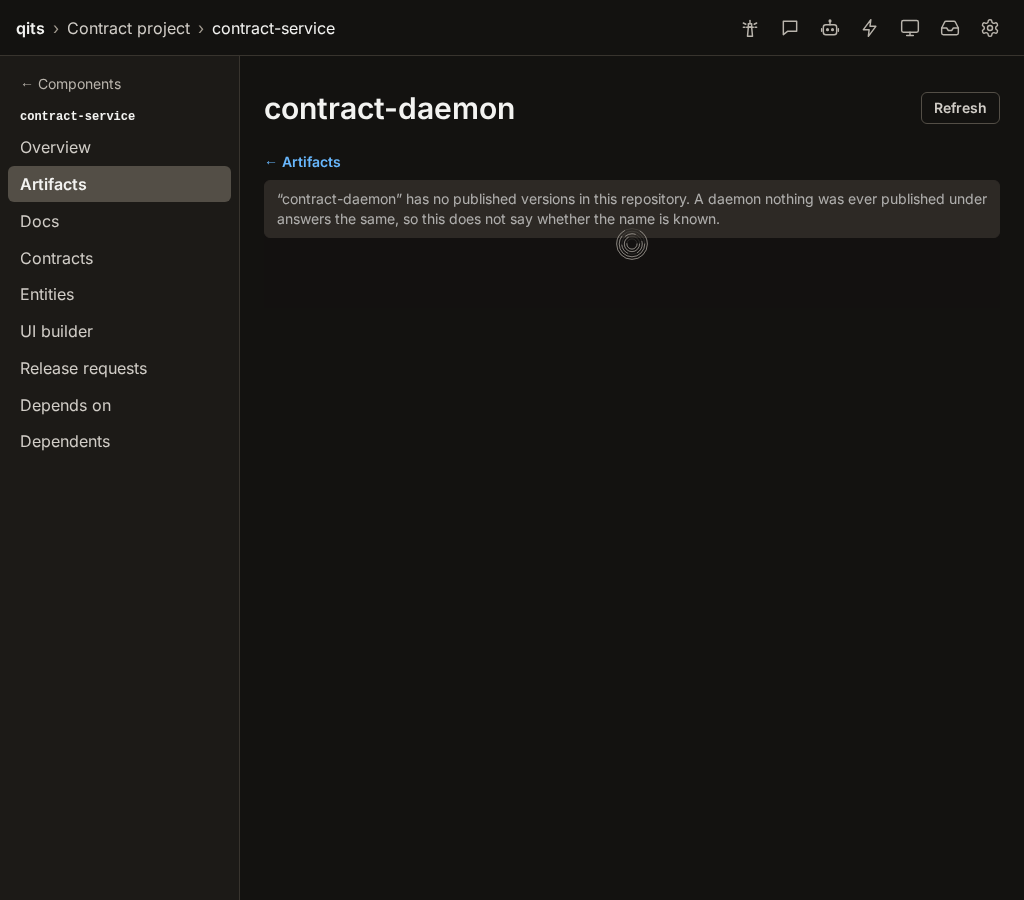 qits › Contract project › contract-service
← Components
contract-service
Overview
Artifacts
Docs
Contracts
Entities
UI builder
Release requests
Depends on
Dependents
contract-daemon
Refresh
← Artifacts
“contract-daemon” has no published versions in this repository. A daemon nothing was ever published under
answers the same, so this does not say whether the name is known.